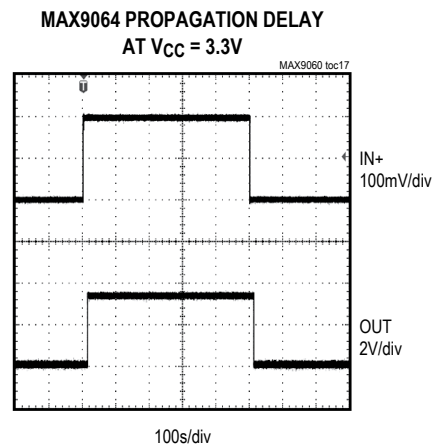 MAX9064 PROPAGATION DELAY
AT VCC = 3.3V
MAX9060 toc17
T
IN+
100mV/div
OUT
2V/div
100s/div